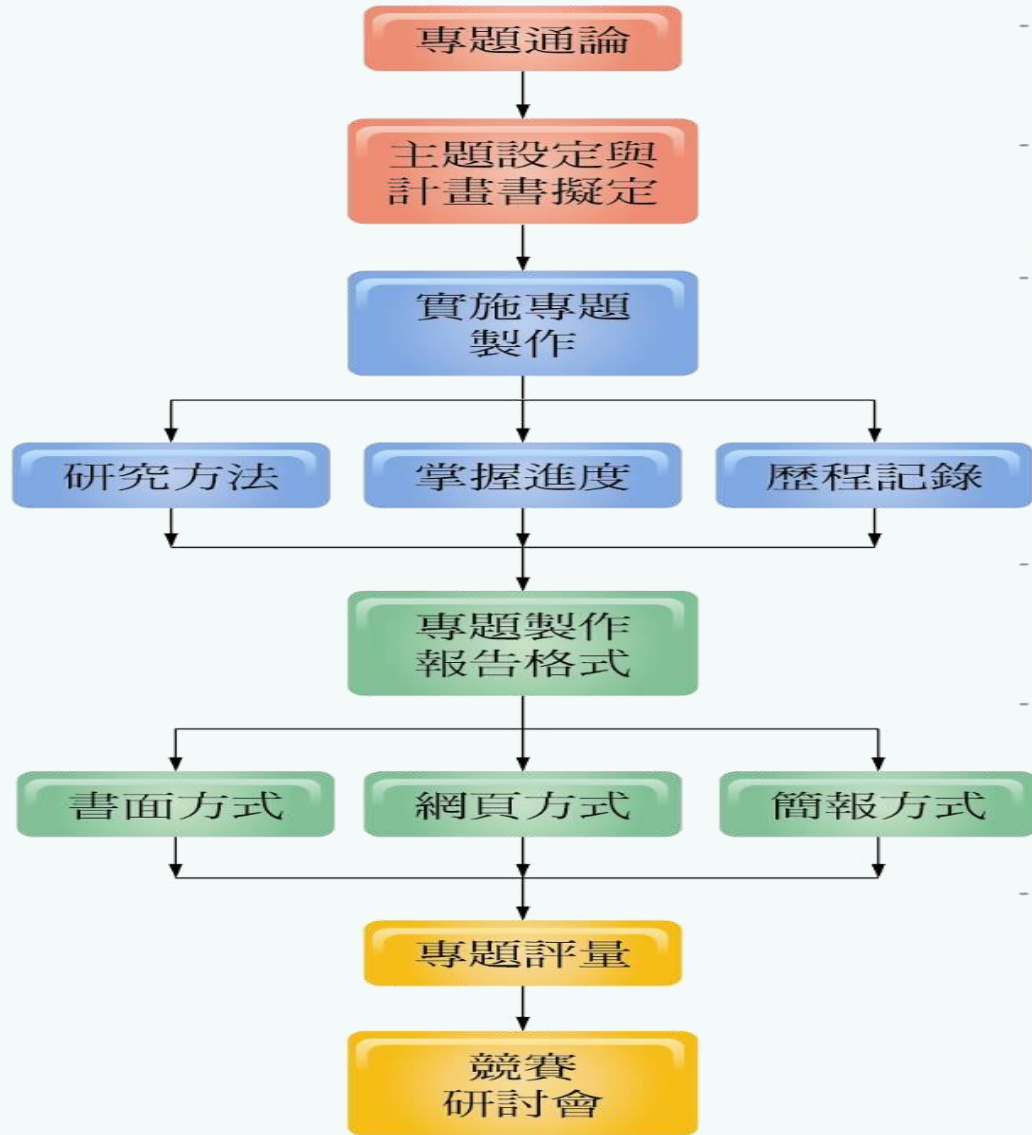 專題通論
主題設定與
計畫書擬定
實施專題
製作
研究方法
掌握進度
歷程記錄
專題製作
報告格式
書面方式
網頁方式
簡報方式
專題評量
競賽
研討會